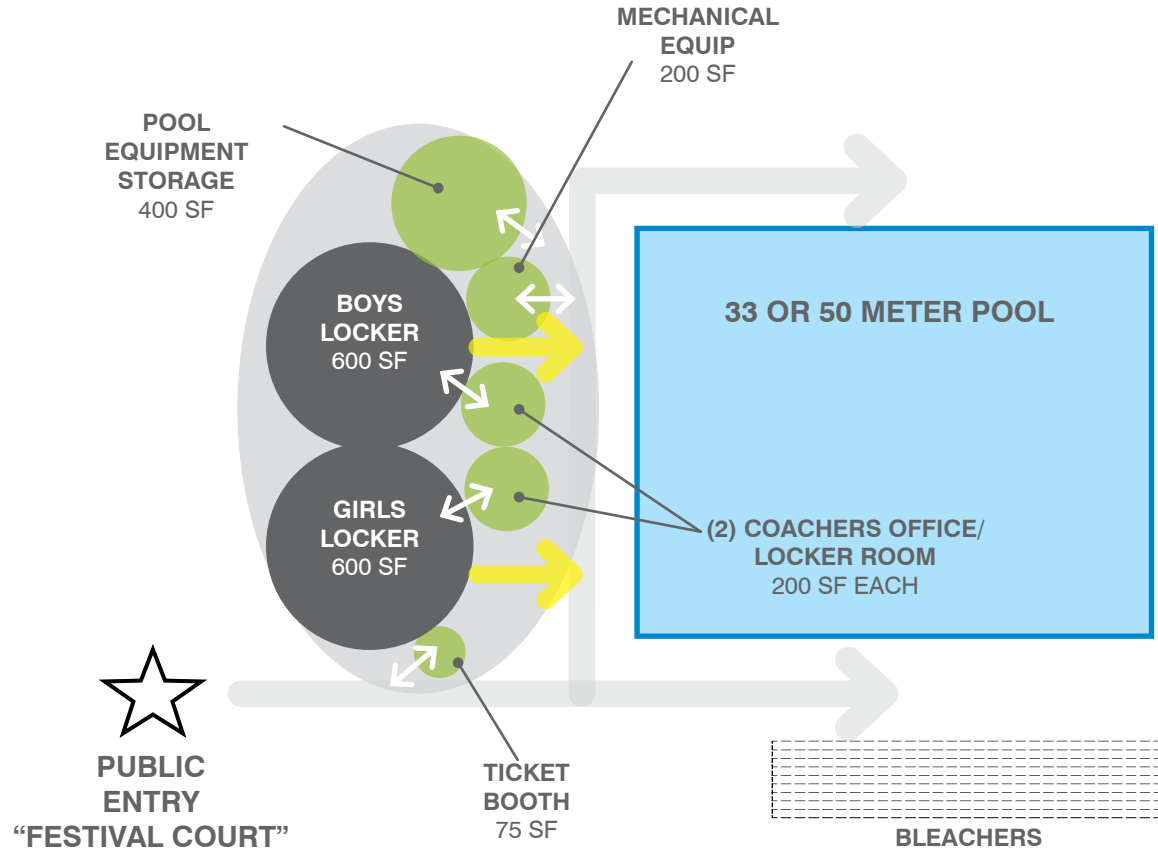 MECHANICAL
EQUIP
200 SF
POOL
EQUIPMENT
STORAGE
400 SF
BOYS
LOCKER
600 SF
33 OR 50 METER POOL
GIRLS
LOCKER
600 SF
(2) COACHERS OFFICE/
LOCKER ROOM
200 SF EACH
PUBLIC
ENTRY
“FESTIVAL COURT”
TICKET
BOOTH
75 SF
BLEACHERS